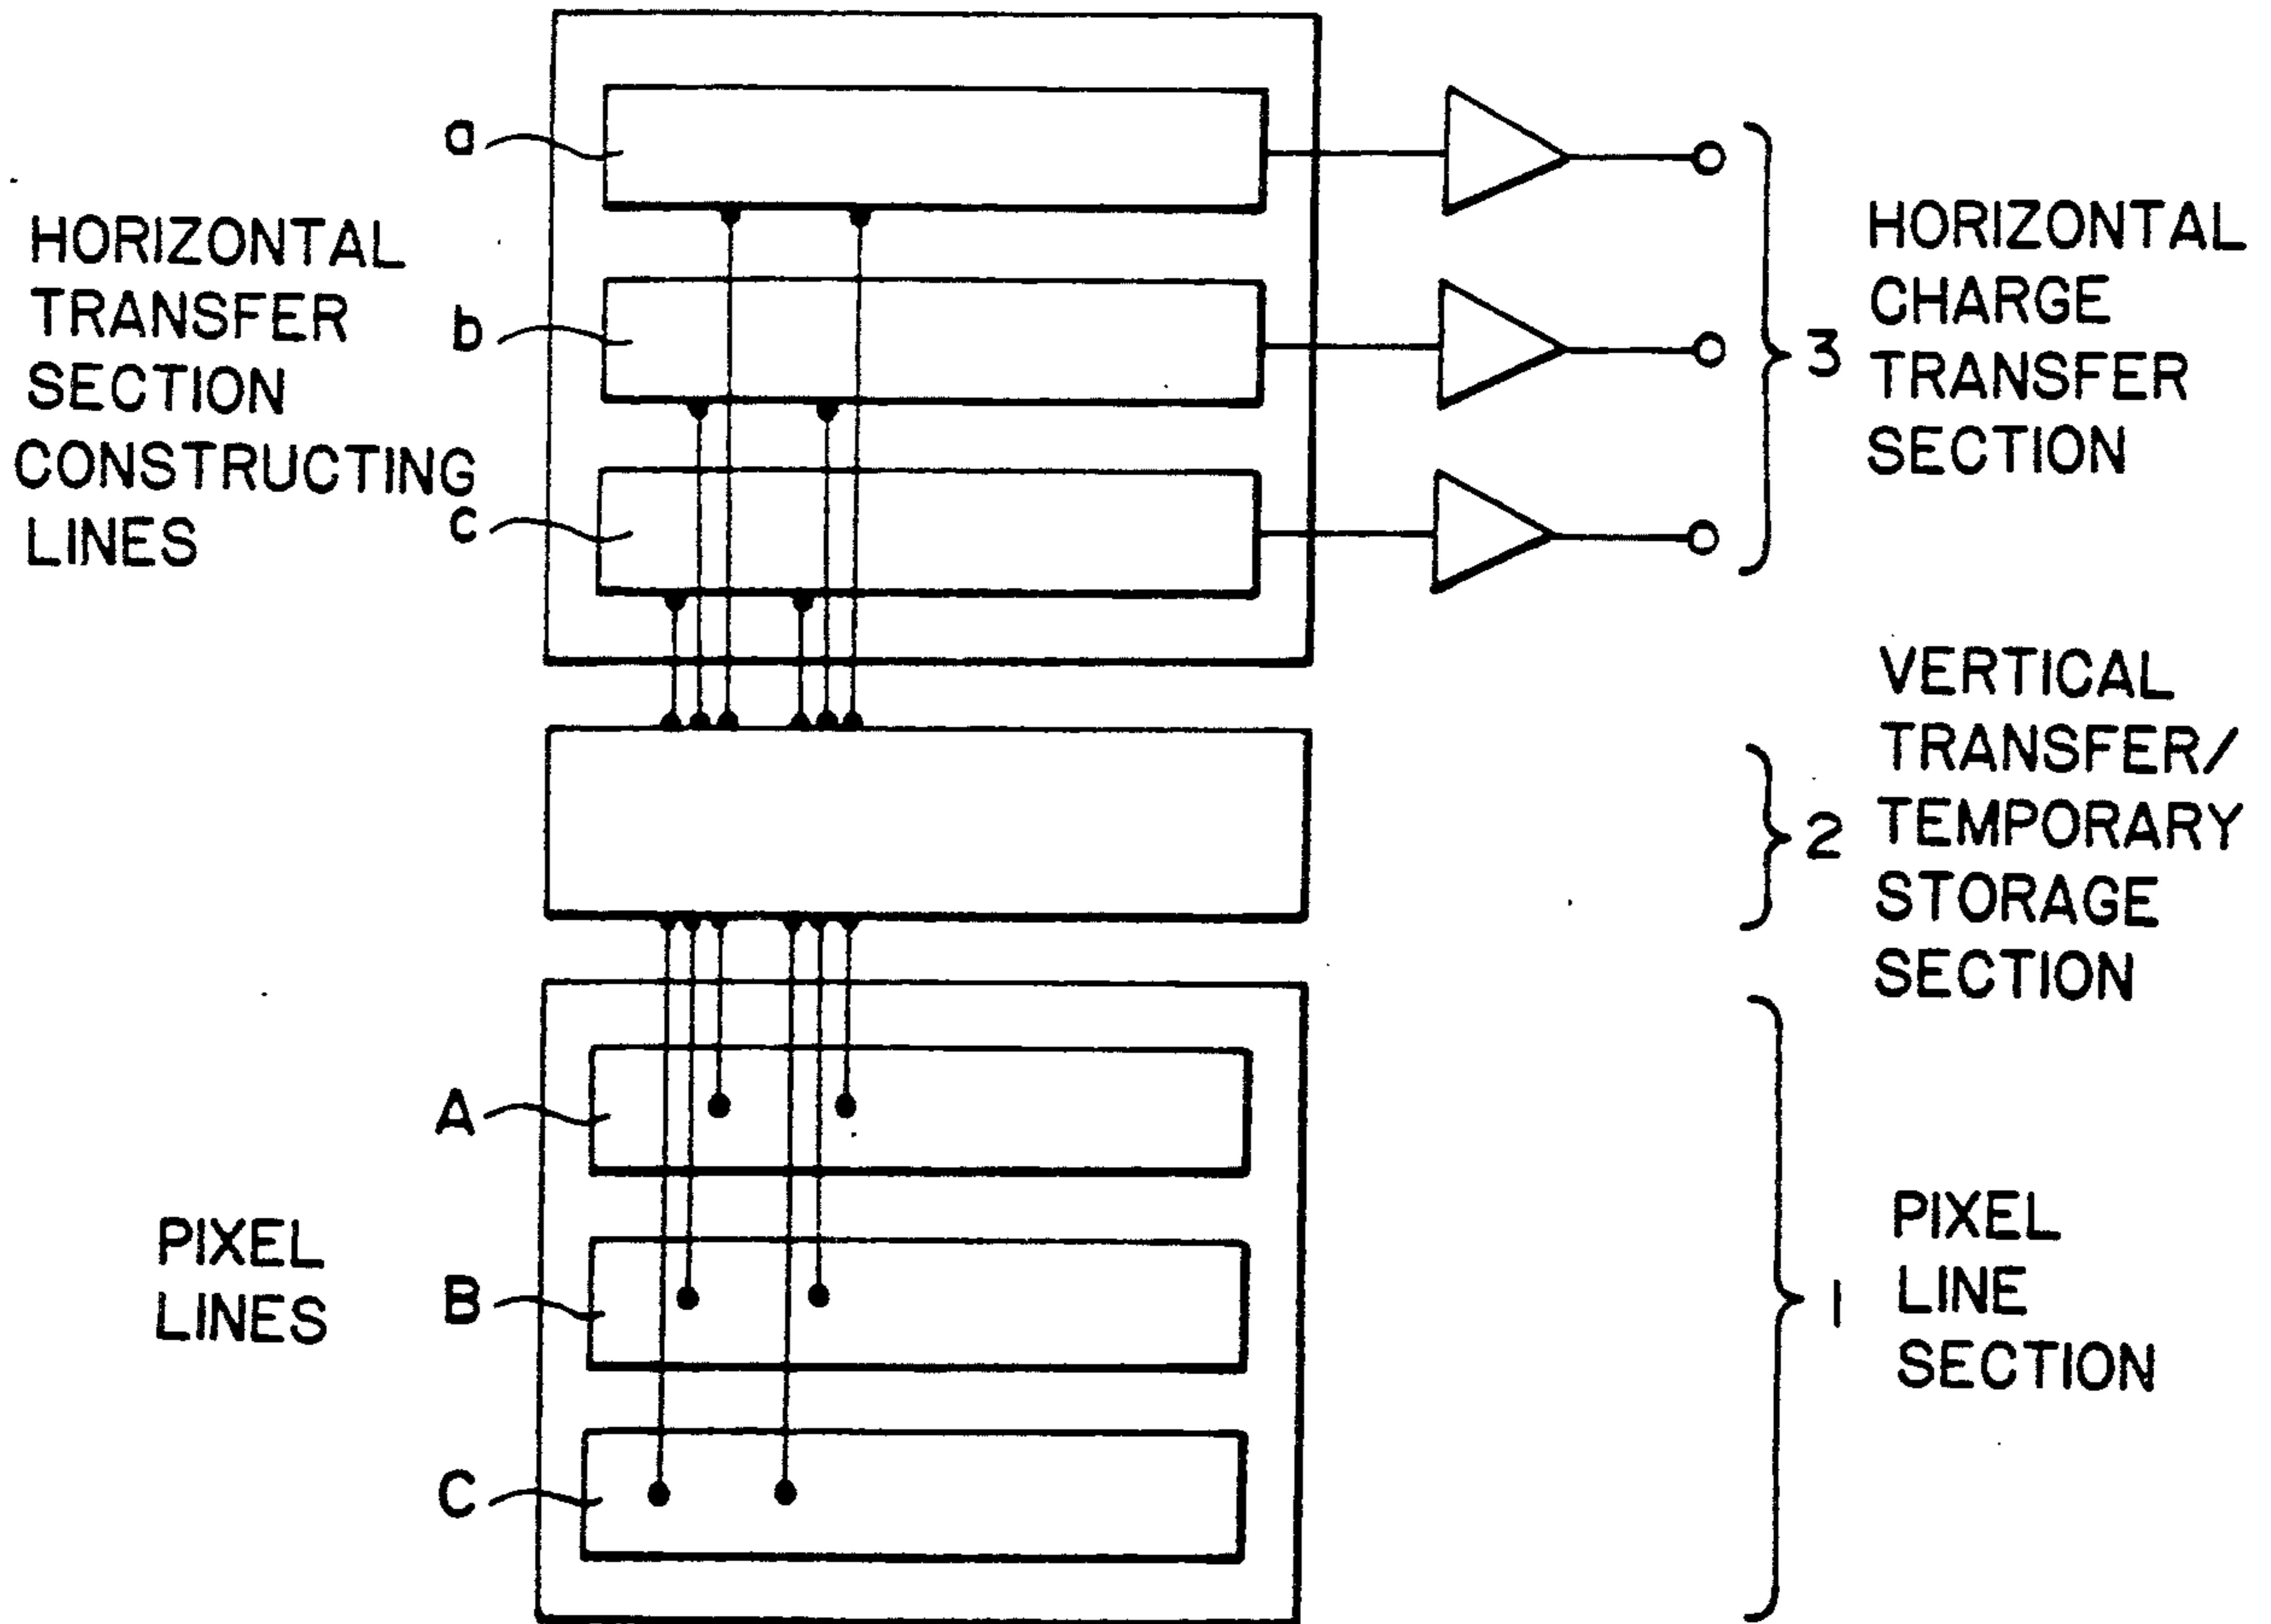 HORIZONTAL
TRANSFER
SECTION
CONSTRUCTING
LINES
a
b
c
3
HORIZONTAL
CHARGE
TRANSFER
SECTION
2
VERTICAL
TRANSFER/
TEMPORARY
STORAGE
SECTION
PIXEL
LINES
A
B
C
1
PIXEL
LINE
SECTION